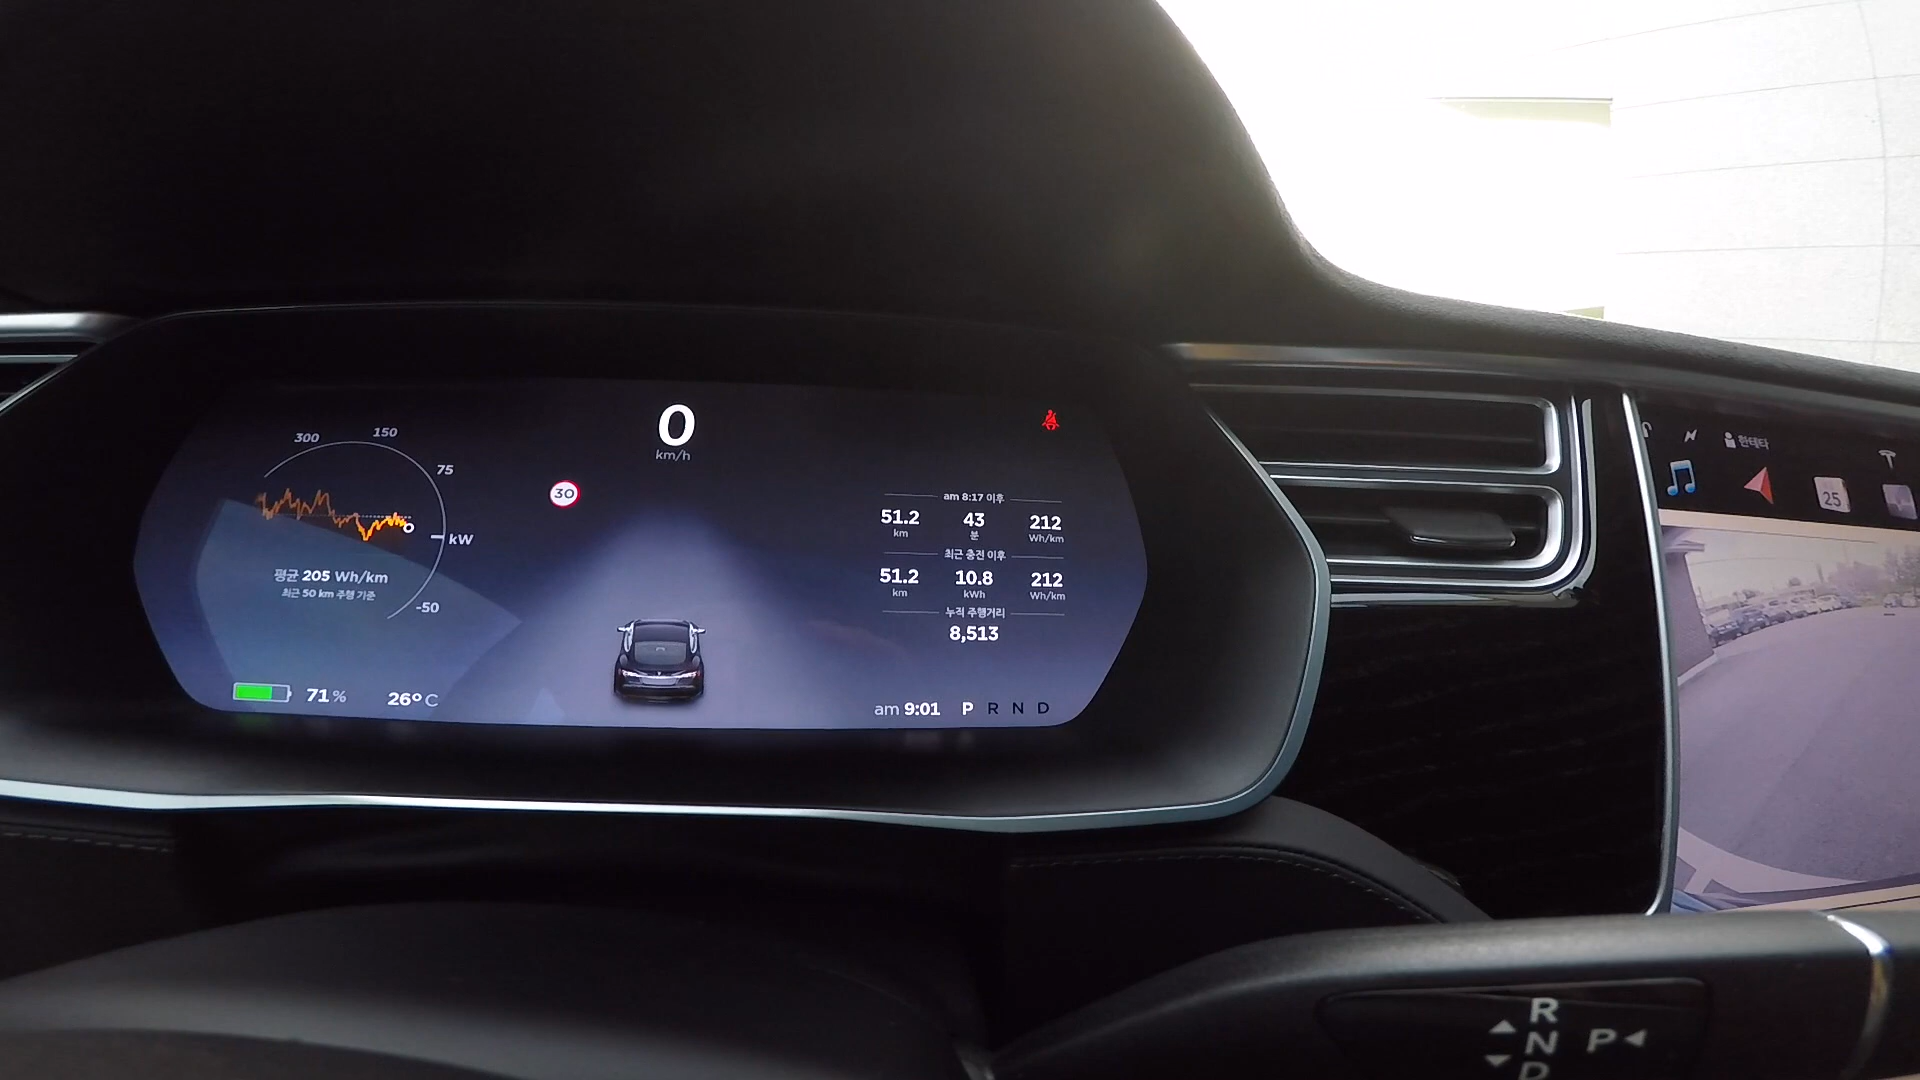 0
km/h
30
300
150
75
kW
-50
평균 205 Wh/km
최근 50 km 주행 기준
71%
26°C
am 8:17 이후
51.2 43 212
km 분 Wh/km
최근 충전 이후
51.2 10.8 212
km kWh Wh/km
누적 주행거리
8,513
am 9:01 P R N D
한테타
25
R
N P
D